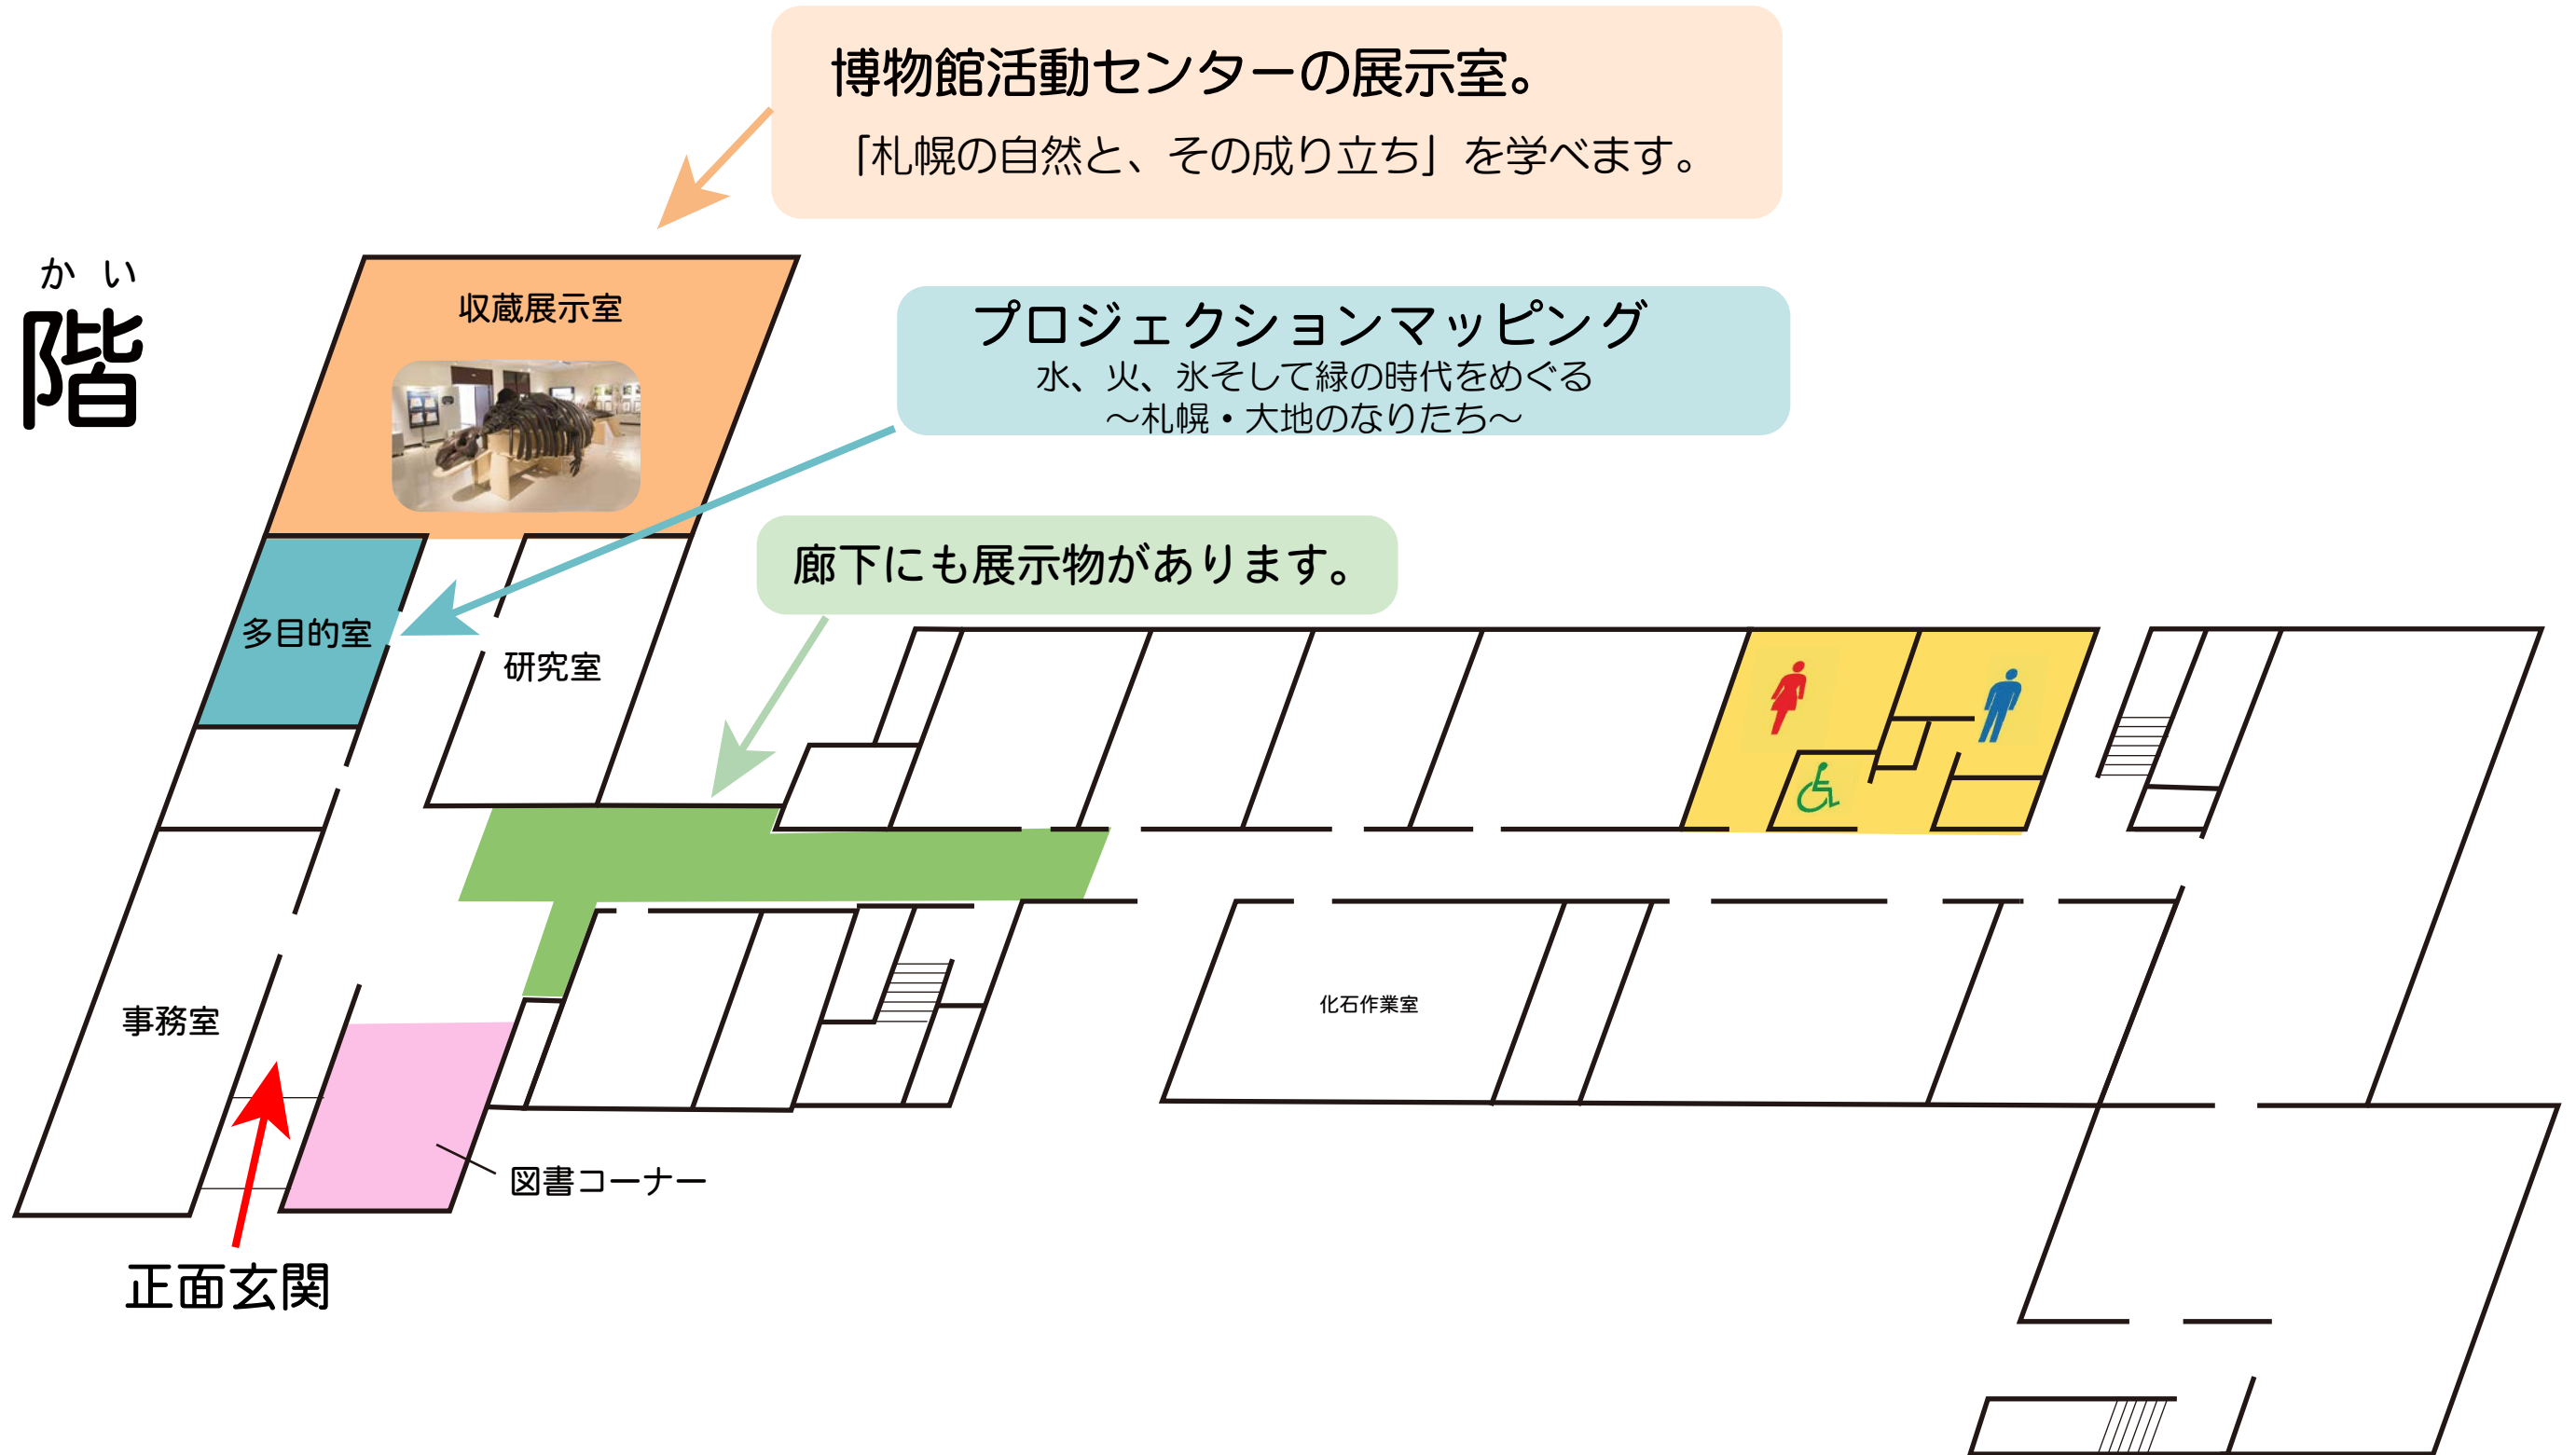 博物館活動センターの展示室。
「札幌の自然と、その成り立ち」を学べます。
かい
階
収蔵展示室
プロジェクションマッピング
水、火、氷そして緑の時代をめぐる
～札幌・大地のなりたち～
廊下にも展示物があります。
多目的室
研究室
事務室
化石作業室
図書コーナー
正面玄関